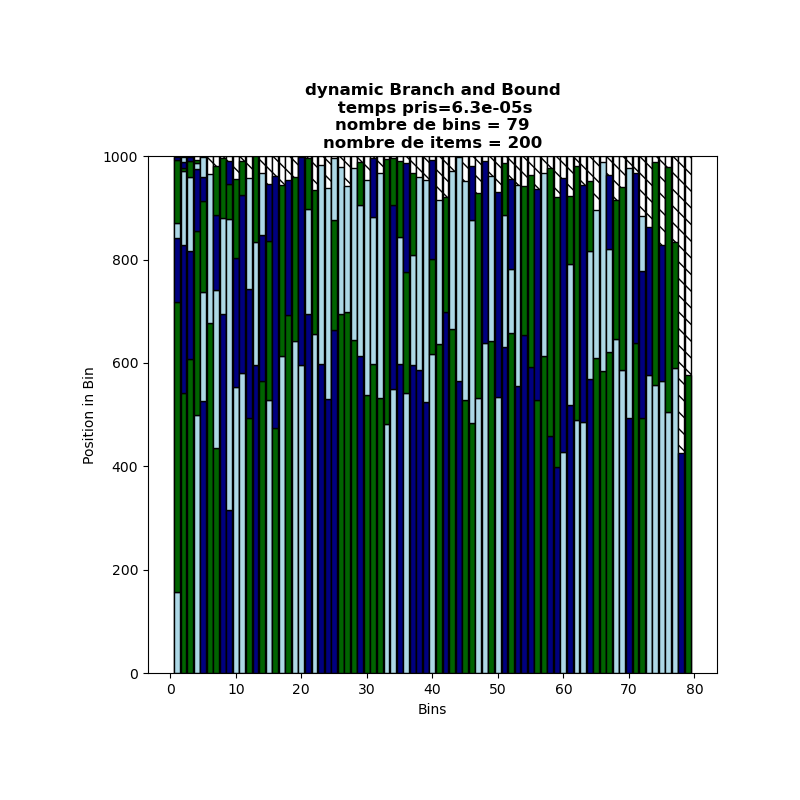 dynamic Branch and Bound
temps pris=6.3e-05s
nombre de bins = 79
nombre de items = 200
1000
800
600
400
200
0
Position in Bin
0 10 20 30 40 50 60 70 80
Bins